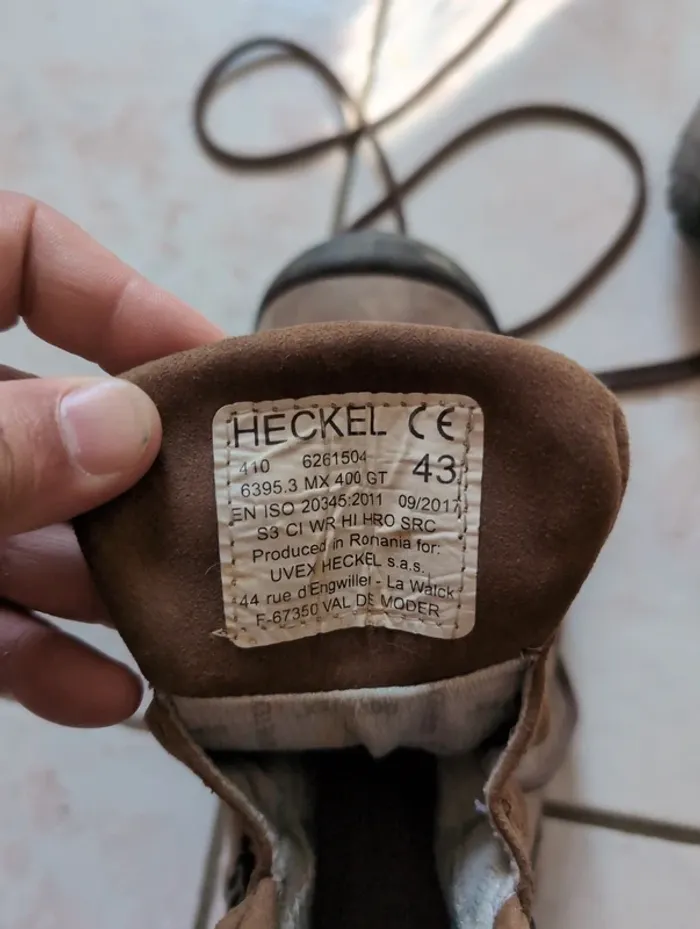 HECKEL CE
410 6261504 43
6395.3 MX 400 GT
EN ISO 20345:2011 09/2017
S3 CI WR HI HRO SRC
Produced in Romania for:
UVEX HECKEL s.a.s.
44 rue d'Engwiller - La Walck
F-67350 VAL DE MODER